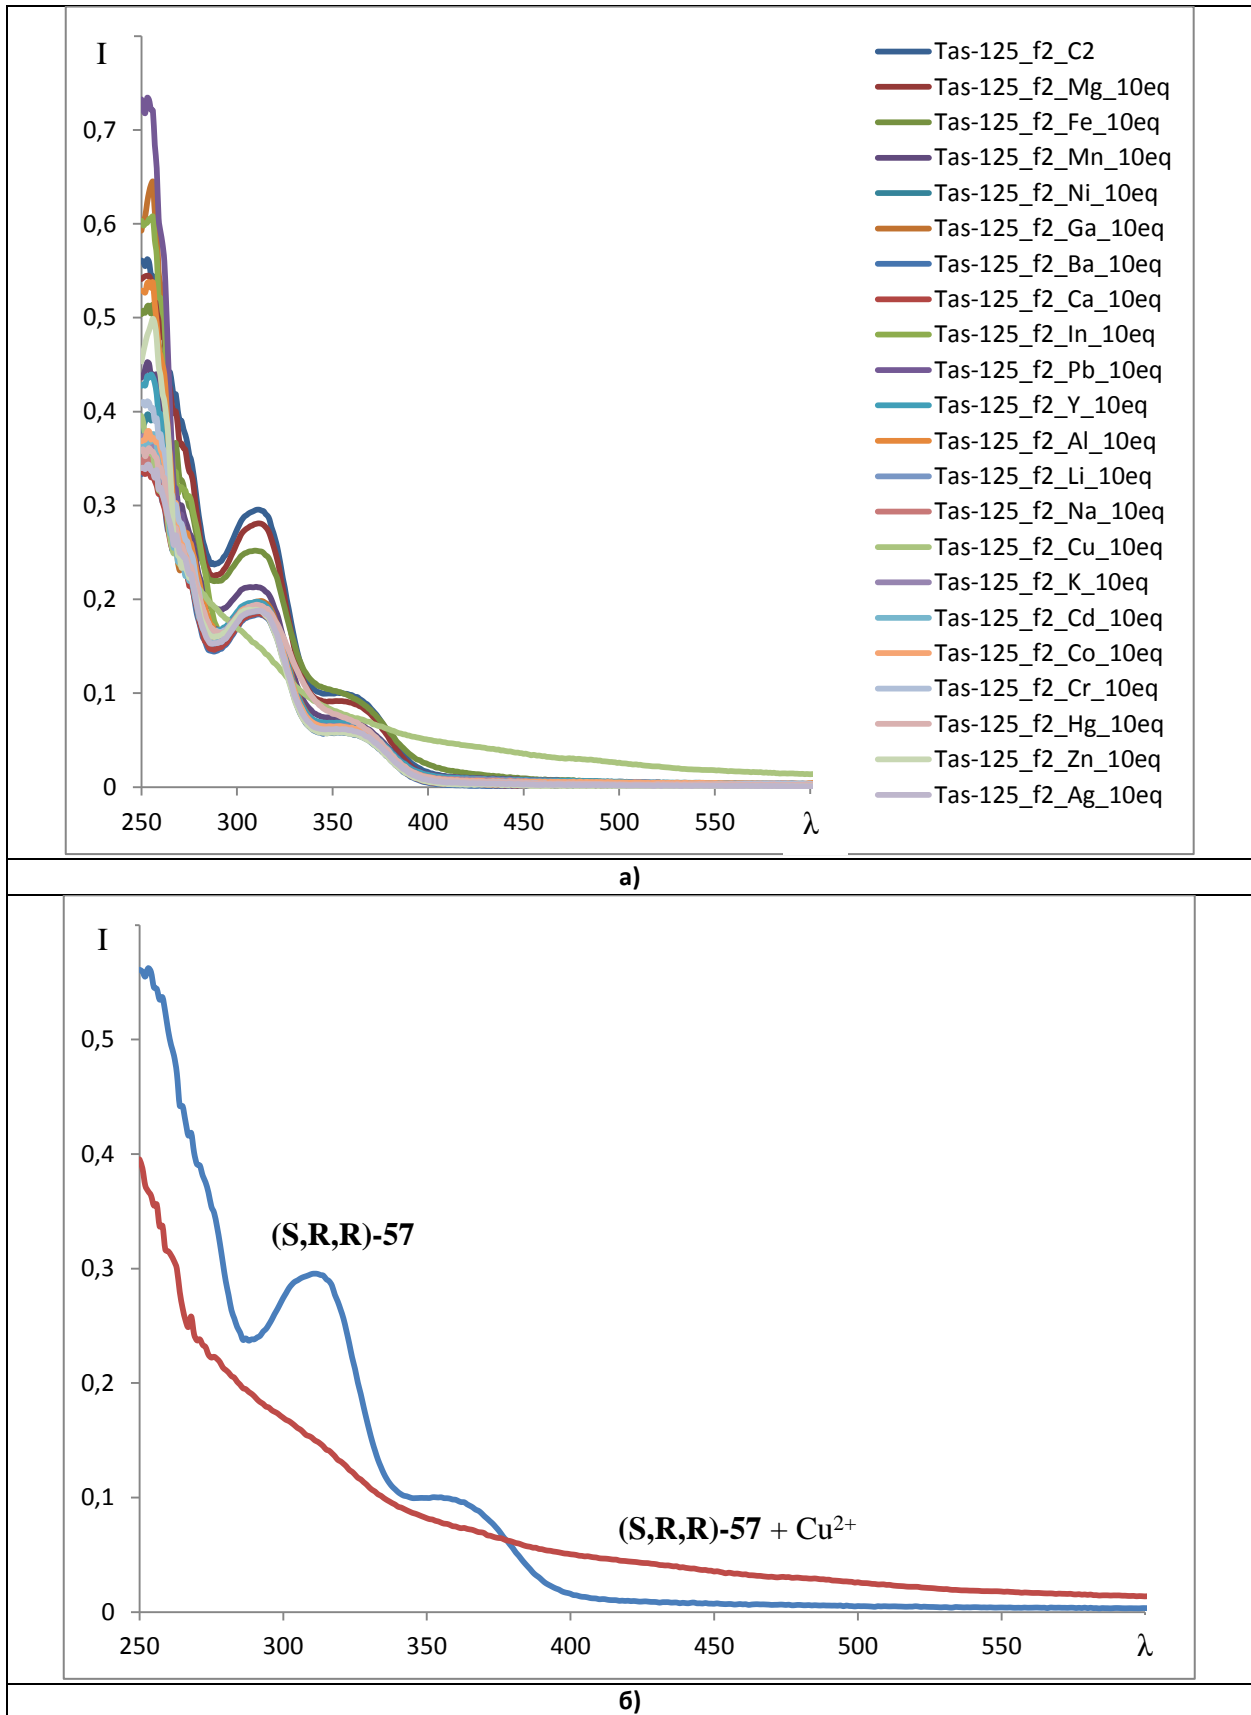 I
0,7
0,6
0,5
0,4
0,3
0,2
0,1
0
250 300 350 400 450 500 550 λ
Tas-125_f2_C2
Tas-125_f2_Mg_10eq
Tas-125_f2_Fe_10eq
Tas-125_f2_Mn_10eq
Tas-125_f2_Ni_10eq
Tas-125_f2_Ga_10eq
Tas-125_f2_Ba_10eq
Tas-125_f2_Ca_10eq
Tas-125_f2_In_10eq
Tas-125_f2_Pb_10eq
Tas-125_f2_Y_10eq
Tas-125_f2_Al_10eq
Tas-125_f2_Li_10eq
Tas-125_f2_Na_10eq
Tas-125_f2_Cu_10eq
Tas-125_f2_K_10eq
Tas-125_f2_Cd_10eq
Tas-125_f2_Co_10eq
Tas-125_f2_Cr_10eq
Tas-125_f2_Hg_10eq
Tas-125_f2_Zn_10eq
Tas-125_f2_Ag_10eq
а)
I
0,5
0,4
0,3
0,2
0,1
0
(S,R,R)-57
(S,R,R)-57 + Cu²⁺
250 300 350 400 450 500 550 λ
б)